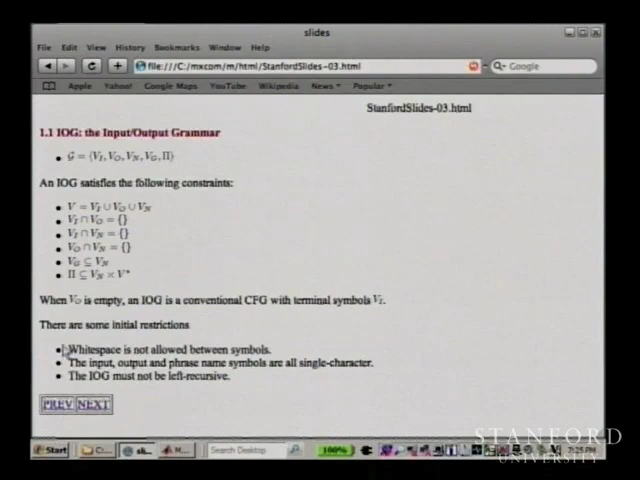 slides
File Edit View History Bookmarks Window Help
file:///C:/mxcom/m/html/StanfordSlides-03.html
Google
Apple Yahoo! Google Maps YouTube Wikipedia News Popular
StanfordSlides-03.html
1.1 IOG: the Input/Output Grammar
• G = ⟨V_I, V_O, V_N, V_G, Π⟩
An IOG satisfies the following constraints:
• V = V_I ∪ V_O ∪ V_N
• V_I ∩ V_O = {}
• V_I ∩ V_N = {}
• V_O ∩ V_N = {}
• V_G ⊆ V_N
• Π ⊆ V_N × V*
When V_O is empty, an IOG is a conventional CFG with terminal symbols V_I.
There are some initial restrictions
• Whitespace is not allowed between symbols.
• The input, output and phrase name symbols are all single-character.
• The IOG must not be left-recursive.
PREV NEXT
Start C:... sli... M... Search Desktop 100% 7:25 PM
STANFORD
UNIVERSITY